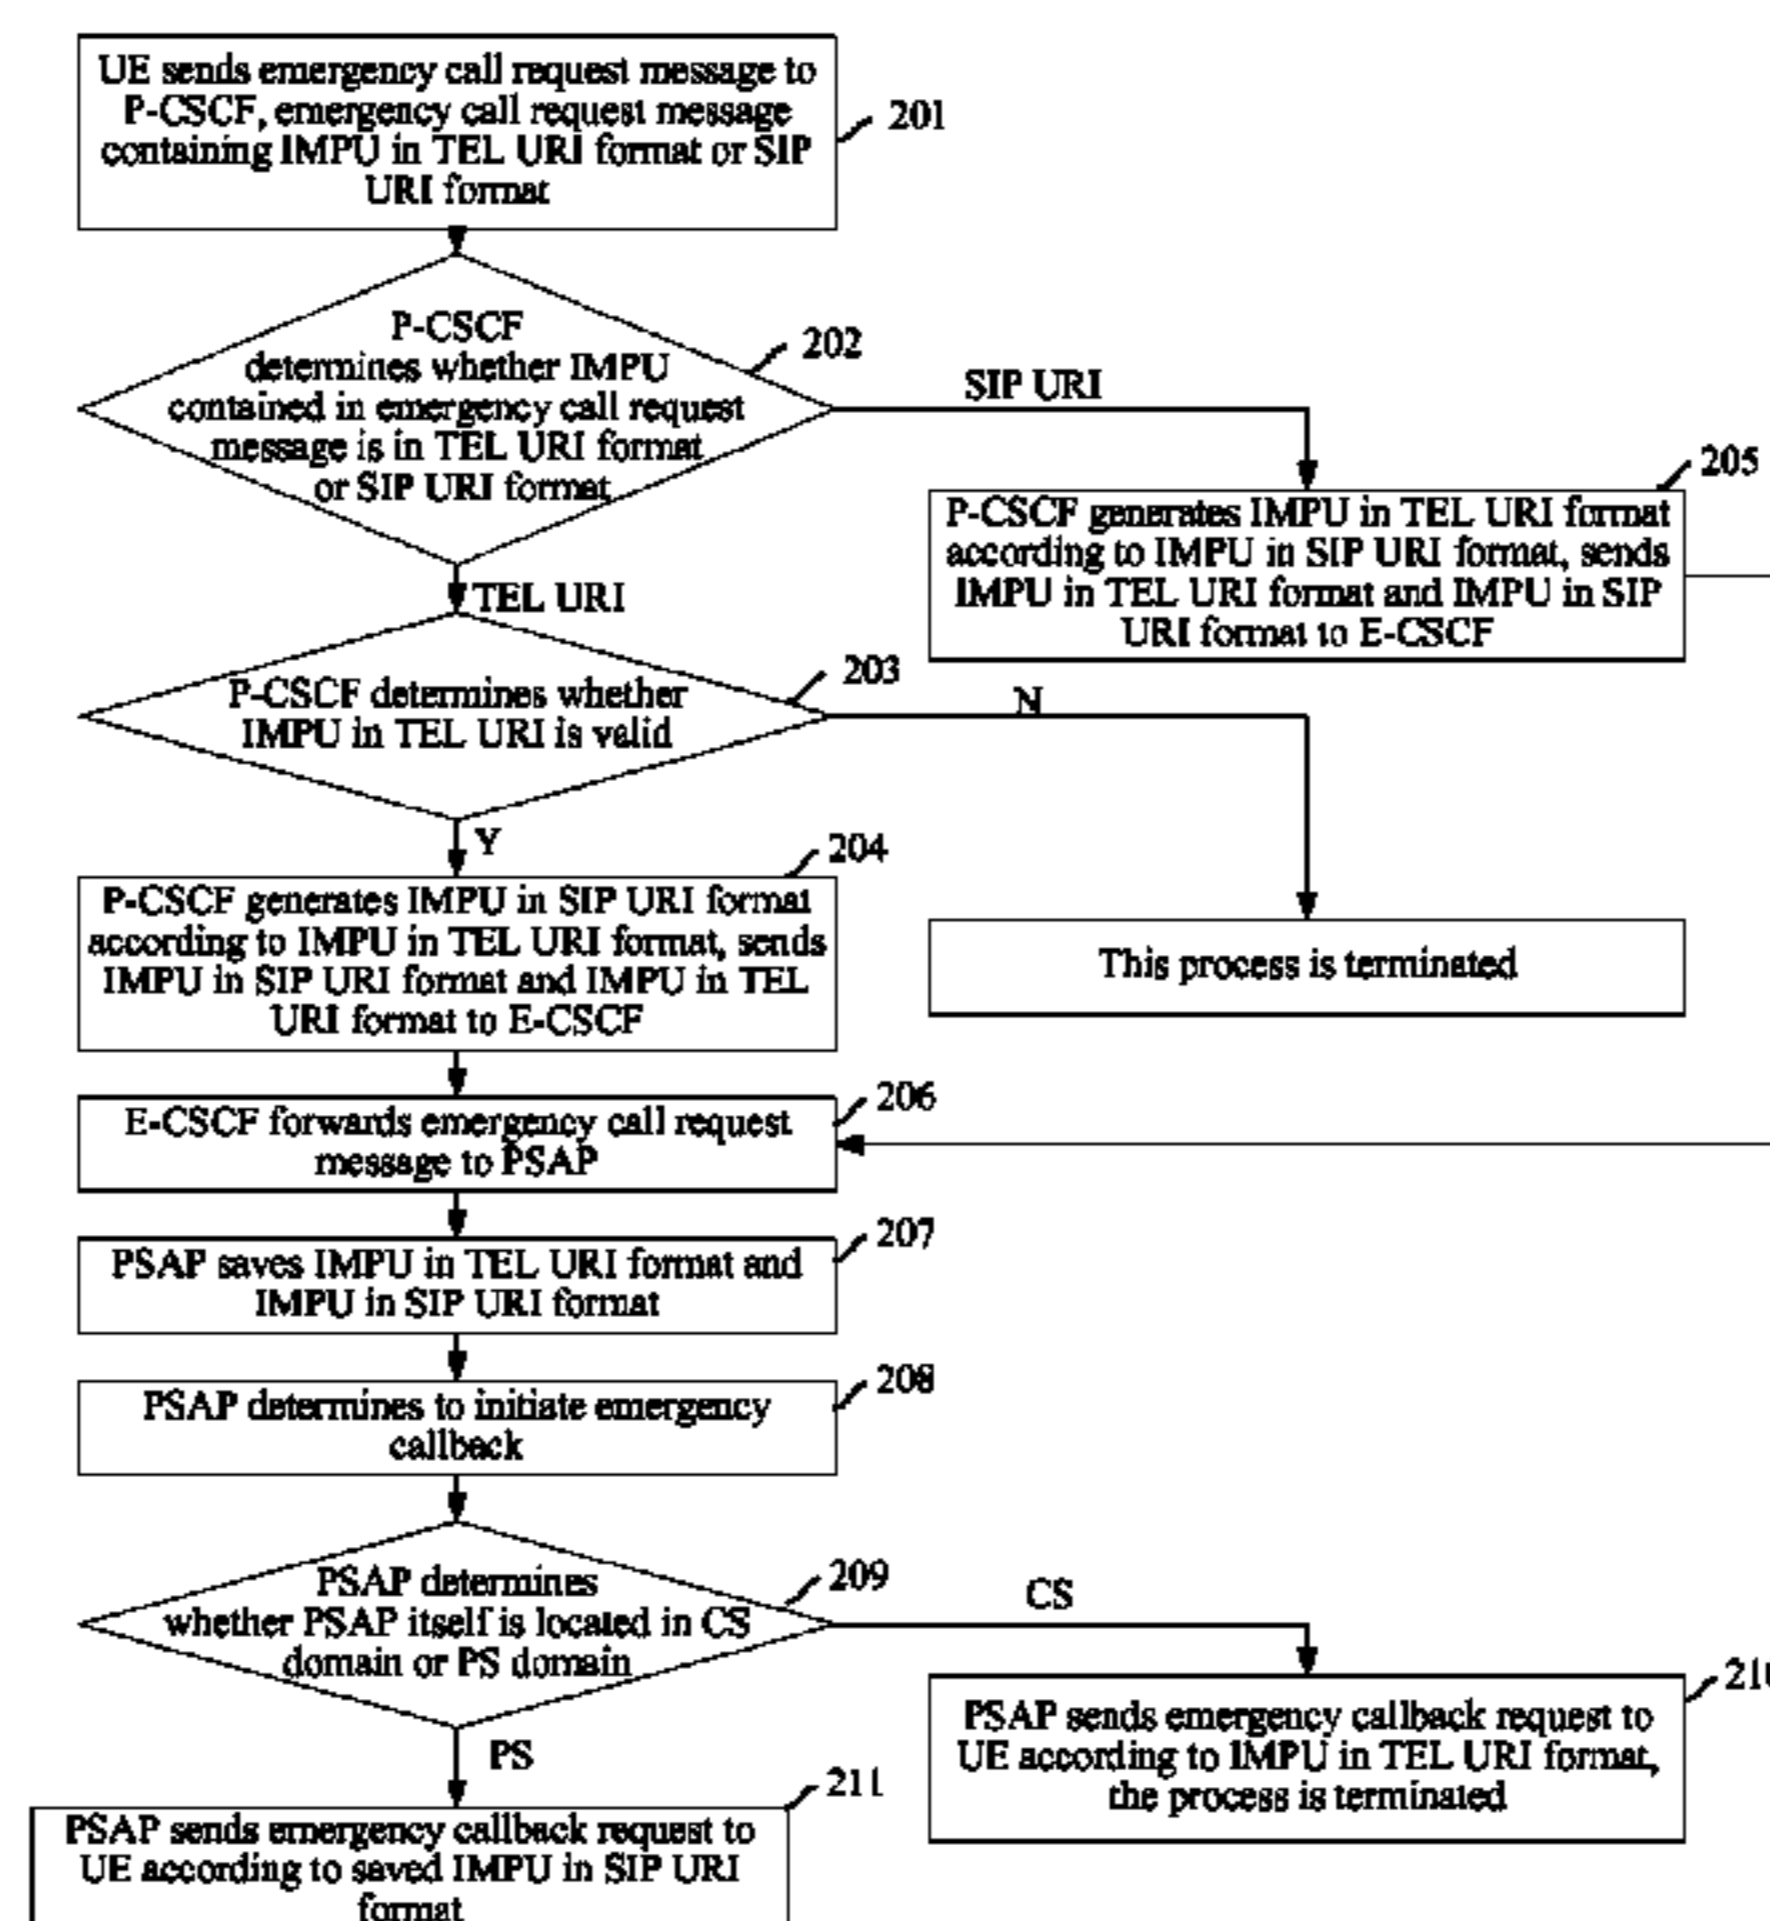 UE sends emergency call request message to
P-CSCF, emergency call request message
containing IMPU in TEL URI format or SIP
URI format
201
P-CSCF
determines whether IMPU
contained in emergency call request
message is in TEL URI format
or SIP URI format
202
SIP URI
205
P-CSCF generates IMPU in TEL URI format
according to IMPU in SIP URI format, sends
IMPU in TEL URI format and IMPU in SIP
URI format to E-CSCF
TEL URI
203
P-CSCF determines whether
IMPU in TEL URI is valid
N
Y
204
P-CSCF generates IMPU in SIP URI format
according to IMPU in TEL URI format, sends
IMPU in SIP URI format and IMPU in TEL
URI format to E-CSCF
This process is terminated
206
E-CSCF forwards emergency call request
message to PSAP
207
PSAP saves IMPU in TEL URI format and
IMPU in SIP URI format
208
PSAP determines to initiate emergency
callback
209
PSAP determines
whether PSAP itself is located in CS
domain or PS domain
CS
210
PSAP sends emergency callback request to
UE according to IMPU in TEL URI format,
the process is terminated
PS
211
PSAP sends emergency callback request to
UE according to saved IMPU in SIP URI
format